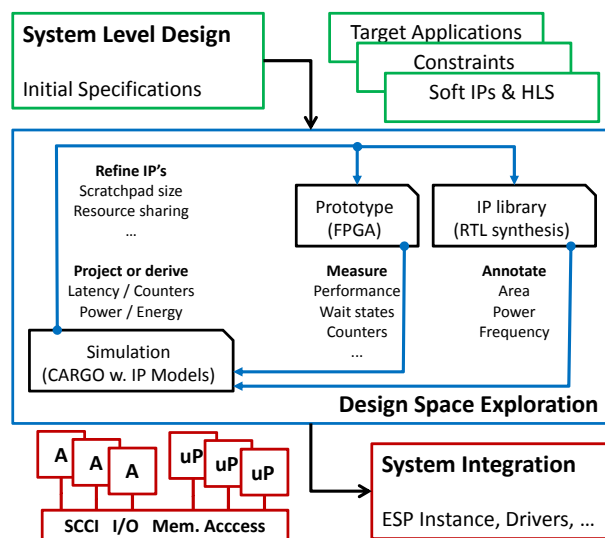 System Level Design
Initial Specifications
Target Applications
Constraints
Soft IPs & HLS
Refine IP's
Scratchpad size
Resource sharing
…
Project or derive
Latency / Counters
Power / Energy
Prototype
(FPGA)
IP library
(RTL synthesis)
Measure
Performance
Wait states
Counters
...
Annotate
Area
Power
Frequency
Simulation
(CARGO w. IP Models)
Design Space Exploration
A
A
A
uP
uP
uP
SCCI I/O Mem. Acccess
System Integration
ESP Instance, Drivers, …